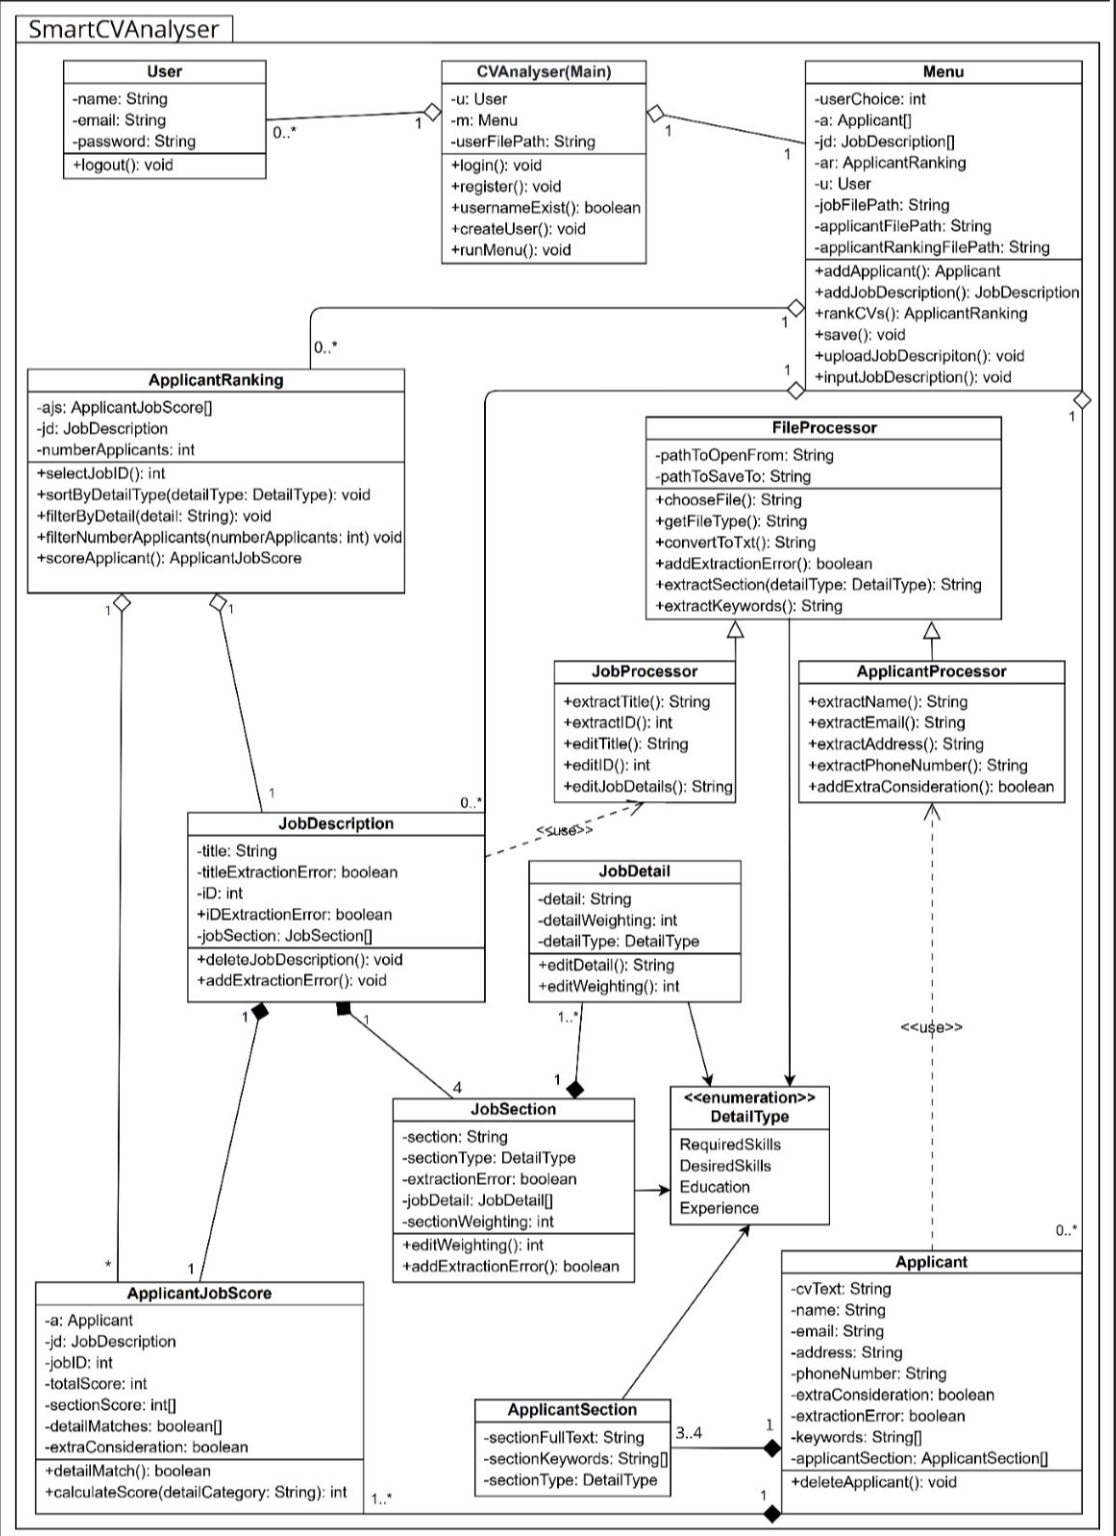 SmartCVAnalyser
User
-name: String
-email: String
-password: String
+logout(): void
0..*
1
CVAnalyser(Main)
-u: User
-m: Menu
-userFilePath: String
+login(): void
+register(): void
+usernameExist(): boolean
+createUser(): void
+runMenu(): void
1
1
Menu
-userChoice: int
-a: Applicant[]
-jd: JobDescription[]
-ar: ApplicantRanking
-u: User
-jobFilePath: String
-applicantFilePath: String
-applicantRankingFilePath: String
+addApplicant(): Applicant
+addJobDescription(): JobDescription
+rankCVs(): ApplicantRanking
+save(): void
+uploadJobDescripiton(): void
+inputJobDescription(): void
1
0..*
1
1
ApplicantRanking
-ajs: ApplicantJobScore[]
-jd: JobDescription
-numberApplicants: int
+selectJobID(): int
+sortByDetailType(detailType: DetailType): void
+filterByDetail(detail: String): void
+filterNumberApplicants(numberApplicants: int) void
+scoreApplicant(): ApplicantJobScore
1
1
FileProcessor
-pathToOpenFrom: String
-pathToSaveTo: String
+chooseFile(): String
+getFileType(): String
+convertToTxt(): String
+addExtractionError(): boolean
+extractSection(detailType: DetailType): String
+extractKeywords(): String
JobProcessor
+extractTitle(): String
+extractID(): int
+editTitle(): String
+editID(): int
+editJobDetails(): String
ApplicantProcessor
+extractName(): String
+extractEmail(): String
+extractAddress(): String
+extractPhoneNumber(): String
+addExtraConsideration(): boolean
1
0..*
JobDescription
-title: String
-titleExtractionError: boolean
-iD: int
+iDExtractionError: boolean
-jobSection: JobSection[]
+deleteJobDescription(): void
+addExtractionError(): void
<<use>>
JobDetail
-detail: String
-detailWeighting: int
-detailType: DetailType
+editDetail(): String
+editWeighting(): int
1
1
1..*
<<use>>
4
1
JobSection
-section: String
-sectionType: DetailType
-extractionError: boolean
-jobDetail: JobDetail[]
-sectionWeighting: int
+editWeighting(): int
+addExtractionError(): boolean
<<enumeration>>
DetailType
RequiredSkills
DesiredSkills
Education
Experience
*
1
0..*
ApplicantJobScore
-a: Applicant
-jd: JobDescription
-jobID: int
-totalScore: int
-sectionScore: int[]
-detailMatches: boolean[]
-extraConsideration: boolean
+detailMatch(): boolean
+calculateScore(detailCategory: String): int
1..*
ApplicantSection
-sectionFullText: String
-sectionKeywords: String[]
-sectionType: DetailType
3..4
1
1
Applicant
-cvText: String
-name: String
-email: String
-address: String
-phoneNumber: String
-extraConsideration: boolean
-extractionError: boolean
-keywords: String[]
-applicantSection: ApplicantSection[]
+deleteApplicant(): void